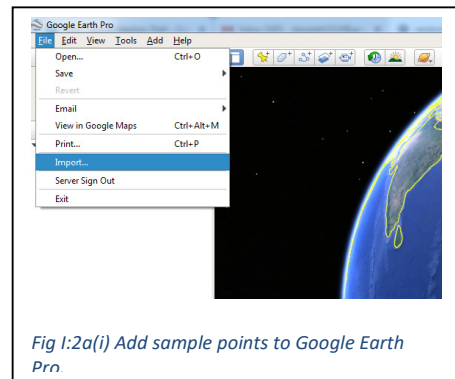 Google Earth Pro
File Edit View Tools Add Help
Open... Ctrl+O
Save
Revert
Email
View in Google Maps Ctrl+Alt+M
Print... Ctrl+P
Import...
Server Sign Out
Exit
Fig I:2a(i) Add sample points to Google Earth
Pro